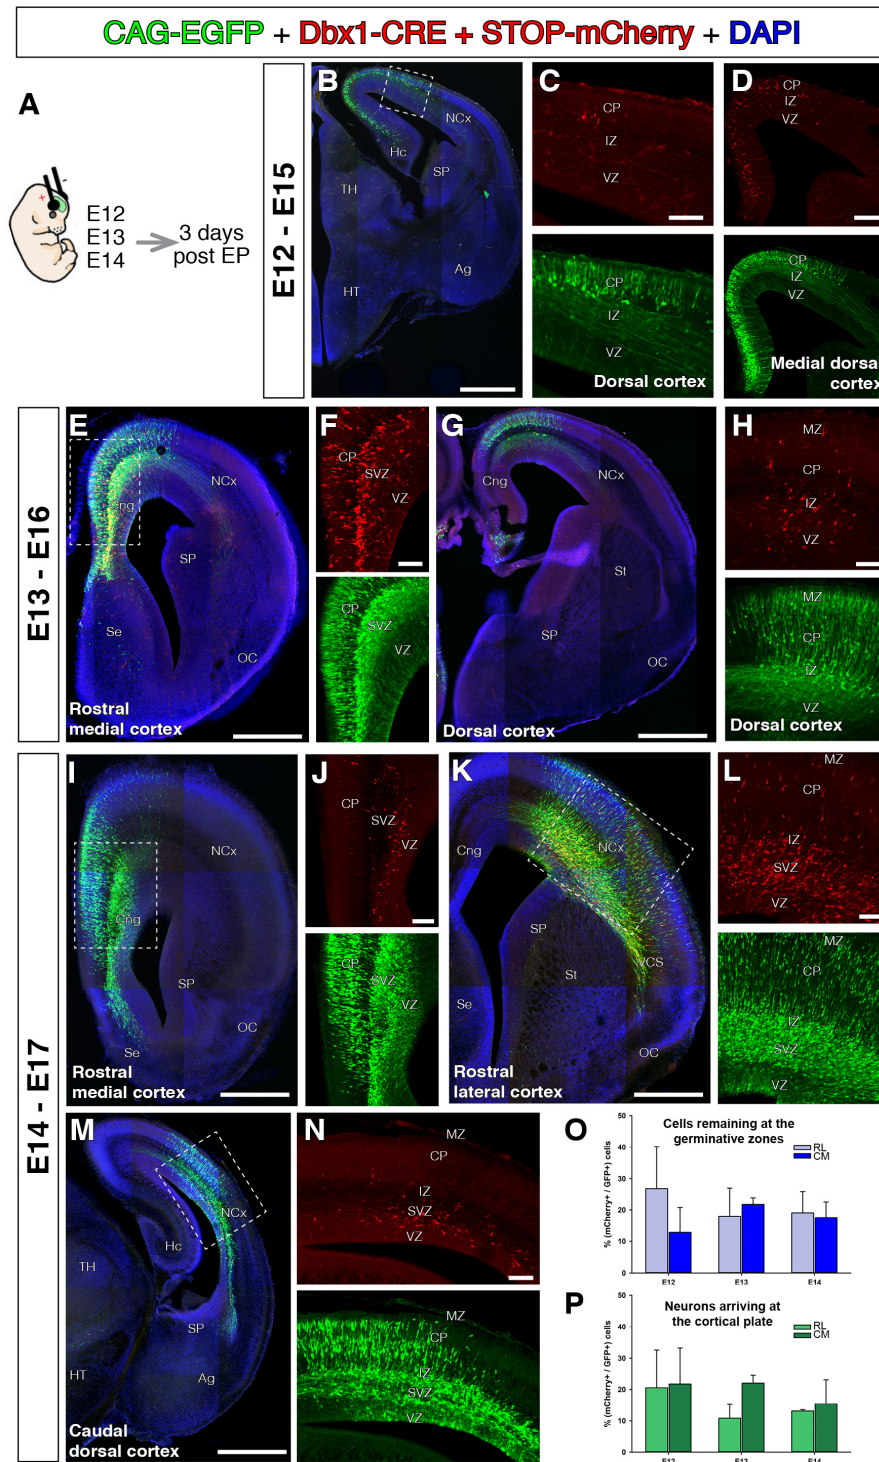 CAG-EGFP + Dbx1-CRE + STOP-mCherry + DAPI
A
E12
E13
E14
3 days
post EP
E12 - E15
B
NCx
Hc
SP
TH
Ag
HT
C
CP
IZ
VZ
CP
IZ
VZ
Dorsal cortex
D
CP
IZ
VZ
CP
IZ
VZ
Medial dorsal
cortex
E13 - E16
E
NCx
Cng
SP
Se
OC
Rostral
medial cortex
F
CP
SVZ
VZ
CP
SVZ
VZ
G
Cng
NCx
St
SP
OC
Dorsal cortex
H
MZ
CP
IZ
VZ
MZ
CP
IZ
VZ
Dorsal cortex
E14 - E17
I
NCx
Cng
SP
OC
Se
Rostral
medial cortex
J
CP
SVZ
VZ
CP
SVZ
VZ
K
Cng
NCx
SP
VCS
St
Se
OC
Rostral
lateral cortex
L
MZ
CP
IZ
SVZ
VZ
MZ
CP
IZ
SVZ
VZ
M
NCx
Hc
TH
SP
HT
Ag
Caudal
dorsal cortex
N
MZ
CP
IZ
SVZ
VZ
MZ
CP
IZ
SVZ
VZ
O
Cells remaining at the
germinative zones
RL
CM
% (mCherry+ / GFP+) cells
50
40
30
20
10
0
E12 E13 E14
P
Neurons arriving at
the cortical plate
RL
CM
% (mCherry+ / GFP+) cells
50
40
30
20
10
0
E12 E13 E14